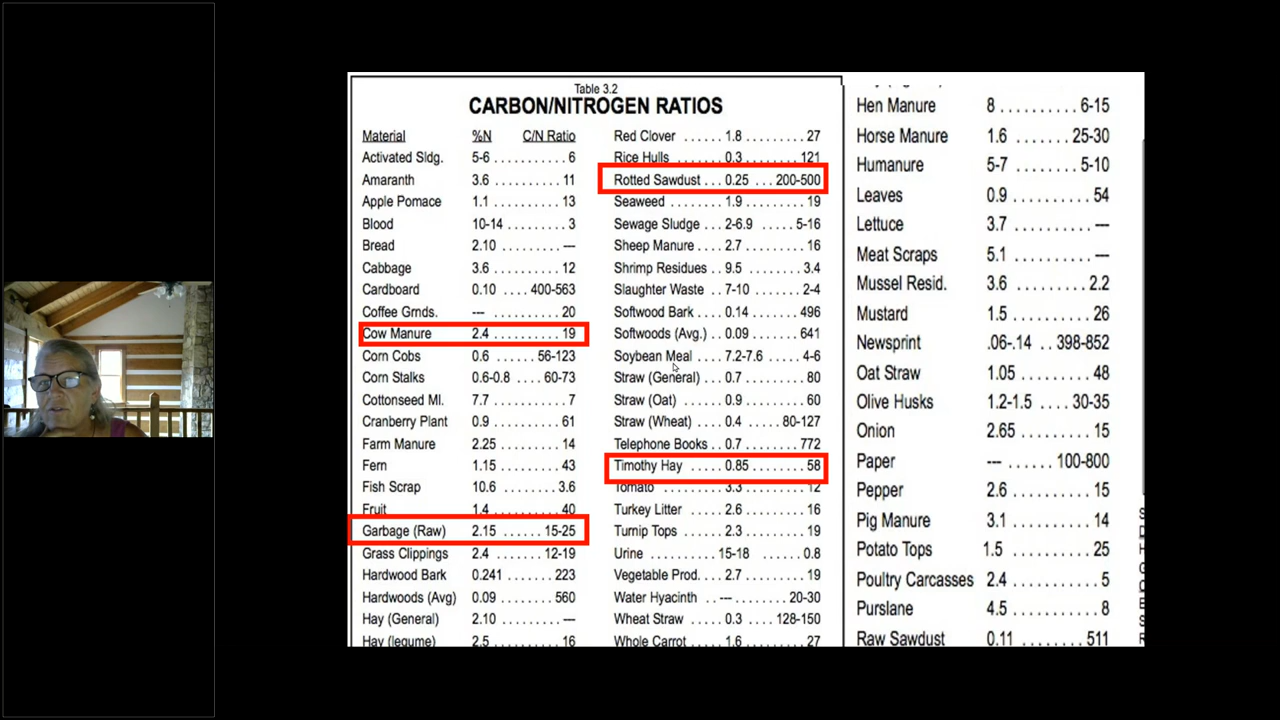 Table 3.2
CARBON/NITROGEN RATIOS
Material %N C/N Ratio
Activated Sldg. 5-6 . . . . . . . . . . . 6
Amaranth 3.6 . . . . . . . . . . 11
Apple Pomace 1.1 . . . . . . . . . . 13
Blood 10-14 . . . . . . . . . 3
Bread 2.10 . . . . . . . . . ---
Cabbage 3.6 . . . . . . . . . . 12
Cardboard 0.10 . . . . 400-563
Coffee Grnds. --- . . . . . . . . . . 20
Cow Manure 2.4 . . . . . . . . . . 19
Corn Cobs 0.6 . . . . . . 56-123
Corn Stalks 0.6-0.8 . . . . 60-73
Cottonseed Ml. 7.7 . . . . . . . . . . . 7
Cranberry Plant 0.9 . . . . . . . . . . 61
Farm Manure 2.25 . . . . . . . . . 14
Fern 1.15 . . . . . . . . . 43
Fish Scrap 10.6 . . . . . . . . 3.6
Fruit 1.4 . . . . . . . . . . 40
Garbage (Raw) 2.15 . . . . . . 15-25
Grass Clippings 2.4 . . . . . . . 12-19
Hardwood Bark 0.241 . . . . . . . 223
Hardwoods (Avg) 0.09 . . . . . . . . 560
Hay (General) 2.10 . . . . . . . . . ---
Hay (legume) 2.5 . . . . . . . . . . 16
Red Clover . . . . . . 1.8 . . . . . . . . . 27
Rice Hulls . . . . . . 0.3 . . . . . . . . 121
Rotted Sawdust . . . 0.25 . . . 200-500
Seaweed . . . . . . . 1.9 . . . . . . . . . 19
Sewage Sludge . . . 2-6.9 . . . . . 5-16
Sheep Manure . . . . 2.7 . . . . . . . . . 16
Shrimp Residues . . 9.5 . . . . . . . . 3.4
Slaughter Waste . . 7-10 . . . . . . . 2-4
Softwood Bark . . . . 0.14 . . . . . . . 496
Softwoods (Avg.) . . 0.09 . . . . . . . 641
Soybean Meal . . . . 7.2-7.6 . . . . . 4-6
Straw (General) . . . 0.7 . . . . . . . . . 80
Straw (Oat) . . . . . . 0.9 . . . . . . . . . 60
Straw (Wheat) . . . . 0.4 . . . . . 80-127
Telephone Books . . 0.7 . . . . . . . . 772
Timothy Hay . . . . . 0.85 . . . . . . . . 58
Tomato . . . . . . . . 3.3 . . . . . . . . . 12
Turkey Litter . . . . . 2.6 . . . . . . . . . 16
Turnip Tops . . . . . 2.3 . . . . . . . . . 19
Urine . . . . . . . . . 15-18 . . . . . . 0.8
Vegetable Prod. . . . 2.7 . . . . . . . . . 19
Water Hyacinth . . --- . . . . . . . 20-30
Wheat Straw . . . . . 0.3 . . . . 128-150
Whole Carrot . . . . 1.6 . . . . . . . . . 27
Hen Manure 8 . . . . . . . . . . 6-15
Horse Manure 1.6 . . . . . . . 25-30
Humanure 5-7 . . . . . . . . 5-10
Leaves 0.9 . . . . . . . . . . 54
Lettuce 3.7 . . . . . . . . . . ---
Meat Scraps 5.1 . . . . . . . . . . ---
Mussel Resid. 3.6 . . . . . . . . . 2.2
Mustard 1.5 . . . . . . . . . . 26
Newsprint .06-.14 . . 398-852
Oat Straw 1.05 . . . . . . . . . 48
Olive Husks 1.2-1.5 . . . . 30-35
Onion 2.65 . . . . . . . . . 15
Paper --- . . . . . . 100-800
Pepper 2.6 . . . . . . . . . . 15
Pig Manure 3.1 . . . . . . . . . . 14
Potato Tops 1.5 . . . . . . . . . . 25
Poultry Carcasses 2.4 . . . . . . . . . . . 5
Purslane 4.5 . . . . . . . . . . . 8
Raw Sawdust 0.11 . . . . . . . . 511